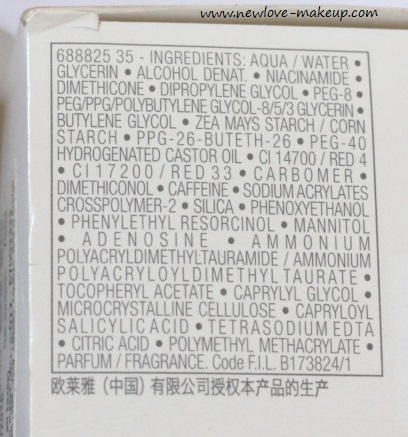 www.newlove-makeup.com
688825 35 - INGREDIENTS: AQUA / WATER •
GLYCERIN • ALCOHOL DENAT. • NIACINAMIDE •
DIMETHICONE • DIPROPYLENE GLYCOL • PEG-8 •
PEG/PPG/POLYBUTYLENE GLYCOL-8/5/3 GLYCERIN •
BUTYLENE GLYCOL • ZEA MAYS STARCH / CORN
STARCH • PPG-26-BUTETH-26 • PEG-40
HYDROGENATED CASTOR OIL • CI 14700 / RED 4
• CI 17200 / RED 33 • CARBOMER •
DIMETHICONOL • CAFFEINE • SODIUM ACRYLATES
CROSSPOLYMER-2 • SILICA • PHENOXYETHANOL
• PHENYLETHYL RESORCINOL • MANNITOL
• ADENOSINE • AMMONIUM
POLYACRYLDIMETHYLTAURAMIDE / AMMONIUM
POLYACRYLOYLDIMETHYL TAURATE •
TOCOPHERYL ACETATE • CAPRYLYL GLYCOL •
MICROCRYSTALLINE CELLULOSE • CAPRYLOYL
SALICYLIC ACID • TETRASODIUM EDTA
• CITRIC ACID • POLYMETHYL METHACRYLATE •
PARFUM / FRAGRANCE. Code F.I.L. B173824/1
欧莱雅（中国）有限公司授权本产品的生产